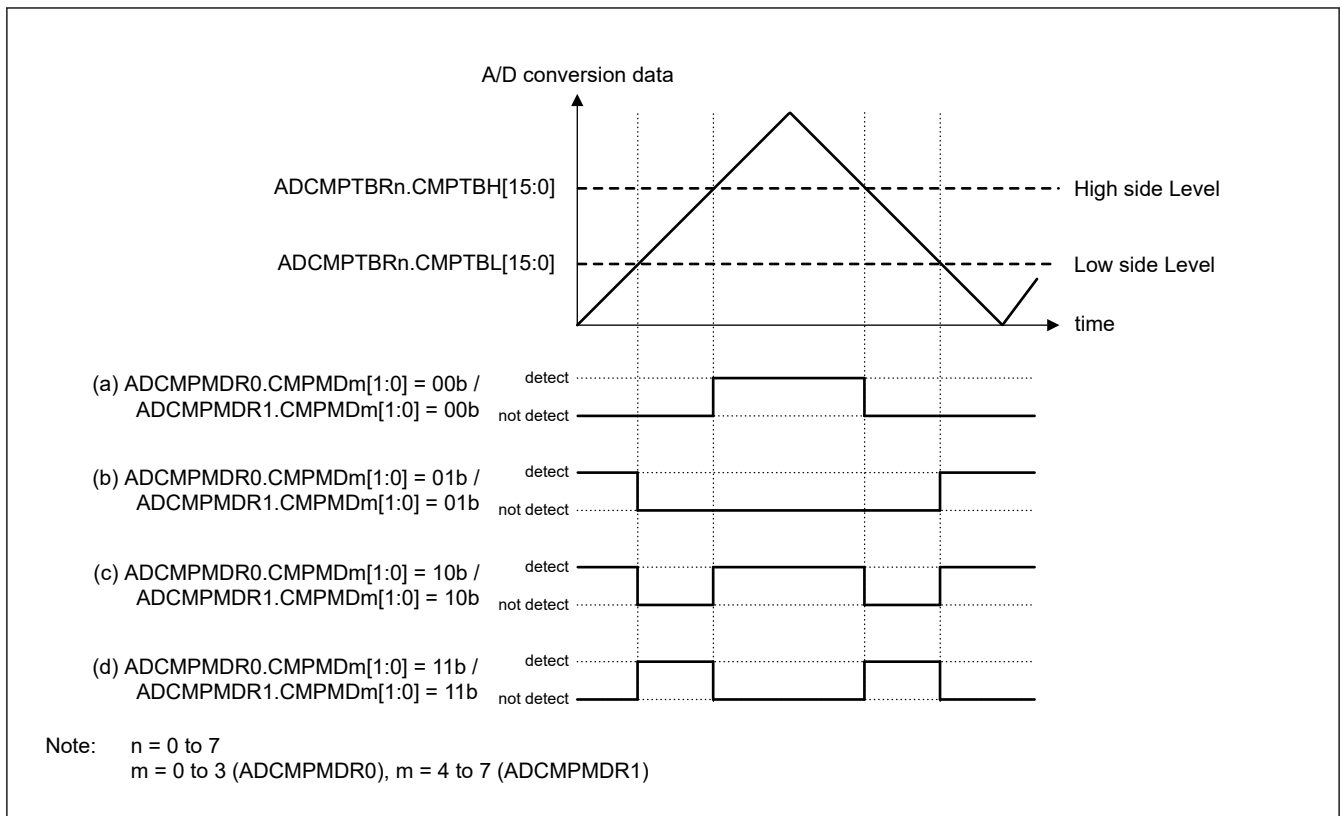 A/D conversion data
ADCMPTBRn.CMPTBH[15:0]
High side Level
ADCMPTBRn.CMPTBL[15:0]
Low side Level
time
(a) ADCMPMDR0.CMPMDm[1:0] = 00b /
ADCMPMDR1.CMPMDm[1:0] = 00b
detect
not detect
(b) ADCMPMDR0.CMPMDm[1:0] = 01b /
ADCMPMDR1.CMPMDm[1:0] = 01b
detect
not detect
(c) ADCMPMDR0.CMPMDm[1:0] = 10b /
ADCMPMDR1.CMPMDm[1:0] = 10b
detect
not detect
(d) ADCMPMDR0.CMPMDm[1:0] = 11b /
ADCMPMDR1.CMPMDm[1:0] = 11b
detect
not detect
Note: n = 0 to 7
m = 0 to 3 (ADCMPMDR0), m = 4 to 7 (ADCMPMDR1)